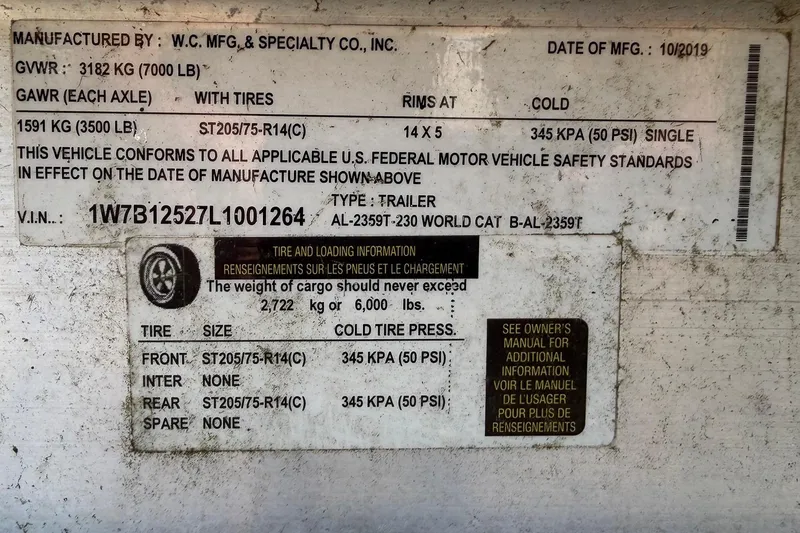 MANUFACTURED BY : W.C. MFG. & SPECIALTY CO., INC. DATE OF MFG. : 10/2019
GVWR : 3182 KG (7000 LB)
GAWR (EACH AXLE) WITH TIRES RIMS AT COLD
1591 KG (3500 LB) ST205/75-R14(C) 14 X 5 345 KPA (50 PSI) SINGLE
THIS VEHICLE CONFORMS TO ALL APPLICABLE U.S. FEDERAL MOTOR VEHICLE SAFETY STANDARDS
IN EFFECT ON THE DATE OF MANUFACTURE SHOWN ABOVE
TYPE : TRAILER
V.I.N.. : 1W7B12527L1001264 AL-2359T-230 WORLD CAT B-AL-2359T
TIRE AND LOADING INFORMATION
RENSEIGNEMENTS SUR LES PNEUS ET LE CHARGEMENT
The weight of cargo should never exceed
2,722 kg or 6,000 lbs.
TIRE SIZE COLD TIRE PRESS.
FRONT ST205/75-R14(C) 345 KPA (50 PSI)
INTER NONE
REAR ST205/75-R14(C) 345 KPA (50 PSI)
SPARE NONE
SEE OWNER'S
MANUAL FOR
ADDITIONAL
INFORMATION
VOIR LE MANUEL
DE L'USAGER
POUR PLUS DE
RENSEIGNEMENTS